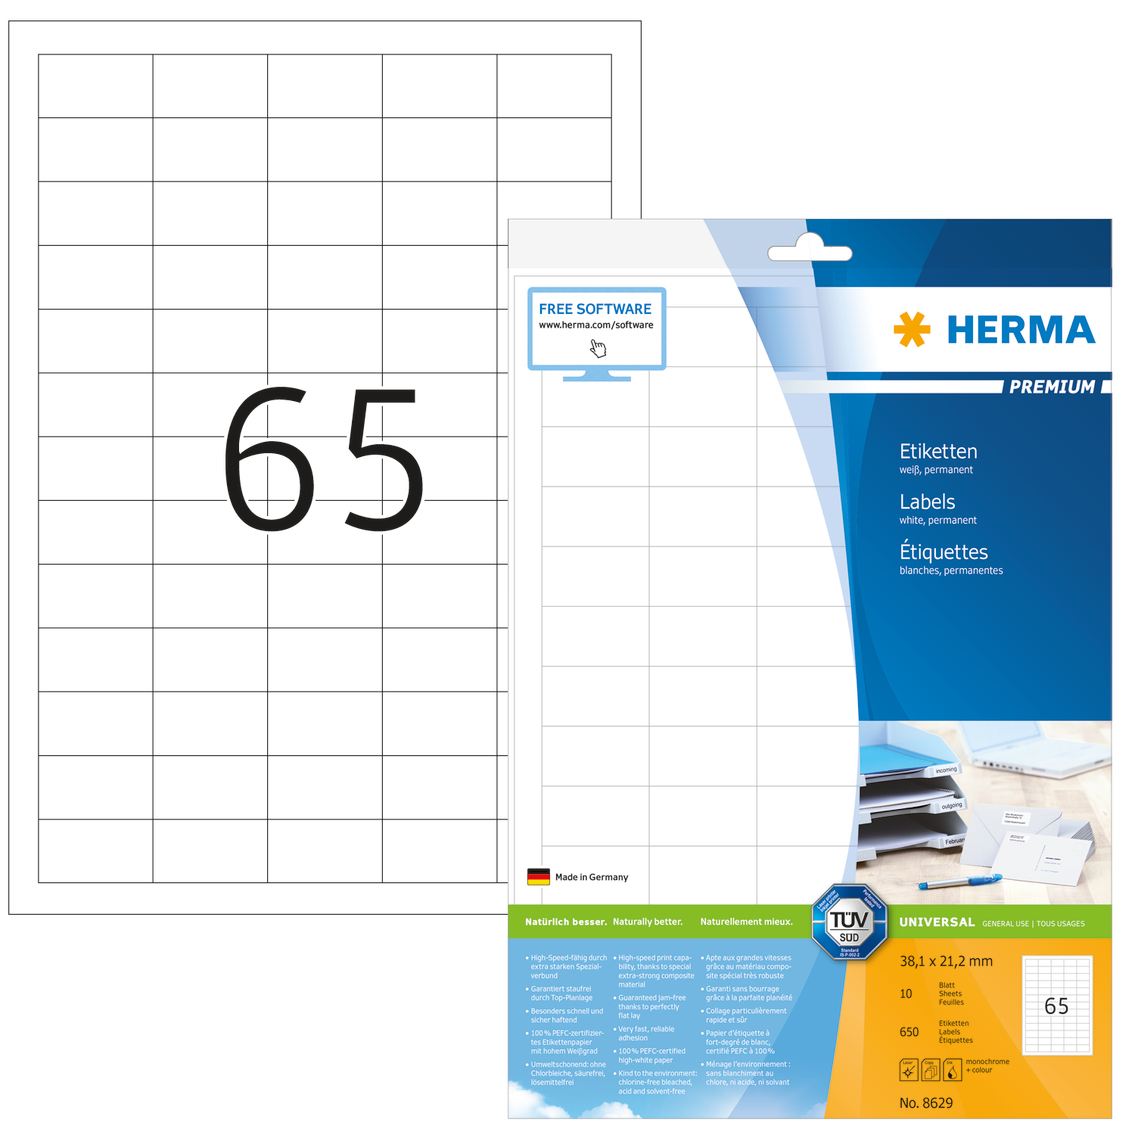 65
FREE SOFTWARE
www.herma.com/software
HERMA
PREMIUM
Etiketten
weiß, permanent
Labels
white, permanent
Étiquettes
blanches, permanentes
incoming
outgoing
Made in Germany
Natürlich besser.
Naturally better.
Naturellement mieux.
TÜV
SÜD
UNIVERSAL GENERAL USE | TOUS USAGES
• High-Speed-fähig durch
extra starken Spezial-
verbund
• Garantiert staufrei
durch Top-Planlage
• Besonders schnell und
sicher haftend
• 100 % PEFC-zertifizier-
tes Etikettenpapier
mit hohem Weißgrad
• Umweltschonend: ohne
Chlorbleiche, säurefrei,
lösemittelfrei
• High-speed print capa-
bility, thanks to special
extra-strong composite
material
• Guaranteed jam-free
thanks to perfectly
flat lay
• Very fast, reliable
adhesion
• 100 % PEFC-certified
high-white paper
• Kind to the environment:
chlorine-free bleached,
acid and solvent-free
• Apte aux grandes vitesses
grâce au matériau compo-
site spécial très robuste
• Garanti sans bourrage
grâce à la parfaite planéité
• Collage particulièrement
rapide et sûr
• Papier d'étiquette à
fort-degré de blanc,
certifié PEFC à 100 %
• Ménage l'environnement :
sans blanchiment au
chlore, ni acide, ni solvant
38,1 x 21,2 mm
10
Blatt
Sheets
Feuilles
650
Etiketten
Labels
Étiquettes
65
Laser
Copy
Ink
monochrome
+ colour
No. 8629